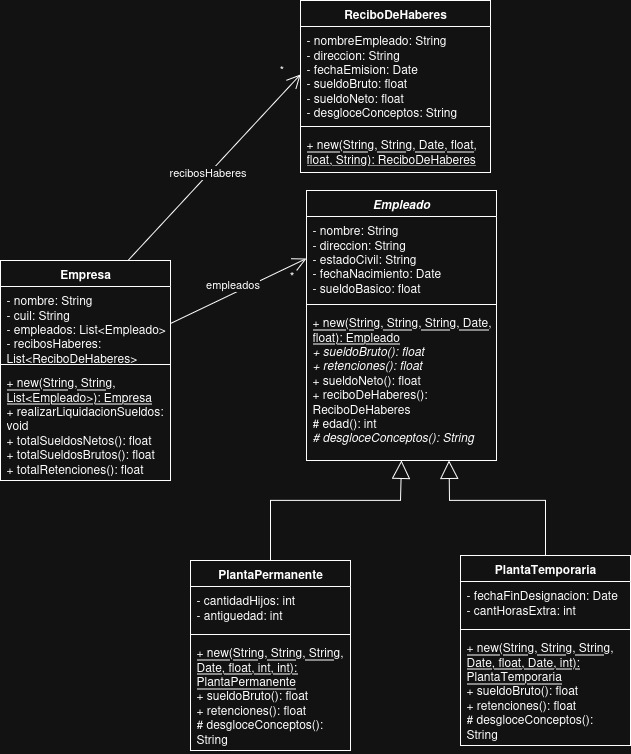 ReciboDeHaberes
- nombreEmpleado: String
- direccion: String
- fechaEmision: Date
- sueldoBruto: float
- sueldoNeto: float
- desgloceConceptos: String
+ new(String, String, Date, float,
float, String): ReciboDeHaberes
*
recibosHaberes
Empleado
- nombre: String
- direccion: String
- estadoCivil: String
- fechaNacimiento: Date
- sueldoBasico: float
+ new(String, String, String, Date,
float): Empleado
+ sueldoBruto(): float
+ retenciones(): float
+ sueldoNeto(): float
+ reciboDeHaberes():
ReciboDeHaberes
# edad(): int
# desgloceConceptos(): String
empleados
*
Empresa
- nombre: String
- cuil: String
- empleados: List<Empleado>
- recibosHaberes:
List<ReciboDeHaberes>
+ new(String, String,
List<Empleado>): Empresa
+ realizarLiquidacionSueldos:
void
+ totalSueldosNetos(): float
+ totalSueldosBrutos(): float
+ totalRetenciones(): float
PlantaPermanente
- cantidadHijos: int
- antiguedad: int
+ new(String, String, String,
Date, float, int, int):
PlantaPermanente
+ sueldoBruto(): float
+ retenciones(): float
# desgloceConceptos():
String
PlantaTemporaria
- fechaFinDesignacion: Date
- cantHorasExtra: int
+ new(String, String, String,
Date, float, Date, int):
PlantaTemporaria
+ sueldoBruto(): float
+ retenciones(): float
# desgloceConceptos():
String